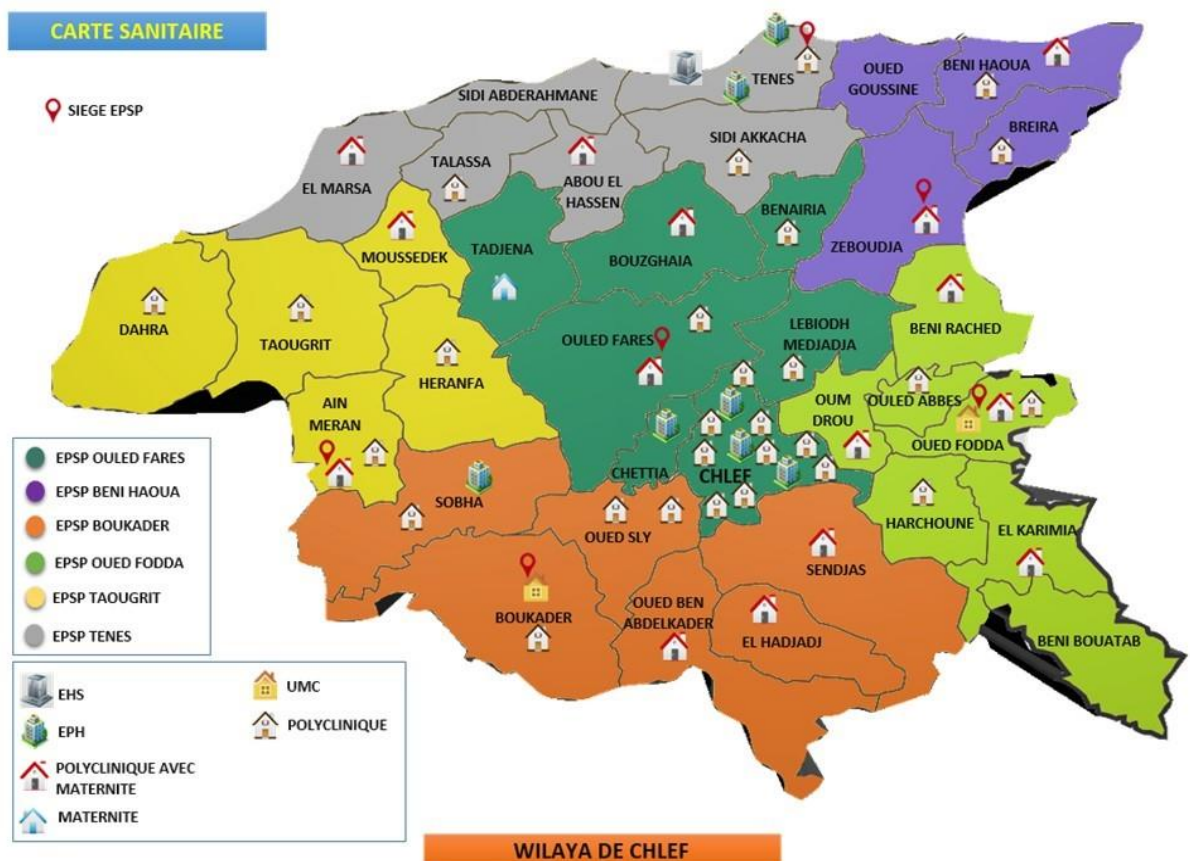 CARTE SANITAIRE
SIEGE EPSP
TENES
OUED
GOUSSINE
BENI HAOUA
SIDI ABDERAHMANE
BREIRA
SIDI AKKACHA
TALASSA
EL MARSA
ABOU EL
HASSEN
BENAIRIA
ZEBOUDJA
MOUSSEDEK
TADJENA
BOUZGHAIA
DAHRA
TAOUGRIT
BENI RACHED
LEBIODH
MEDJADJA
OULED FARES
HERANFA
AIN
MERAN
OUM
DROU
OULED ABBES
OUED FODDA
CHETTIA
CHLEF
SOBHA
HARCHOUNE
EL KARIMIA
OUED SLY
SENDJAS
BOUKADER
OUED BEN
ABDELKADER
EL HADJADJ
BENI BOUATAB
EPSP OULED FARES
EPSP BENI HAOUA
EPSP BOUKADER
EPSP OUED FODDA
EPSP TAOUGRIT
EPSP TENES
EHS
UMC
EPH
POLYCLINIQUE
POLYCLINIQUE AVEC
MATERNITE
MATERNITE
WILAYA DE CHLEF